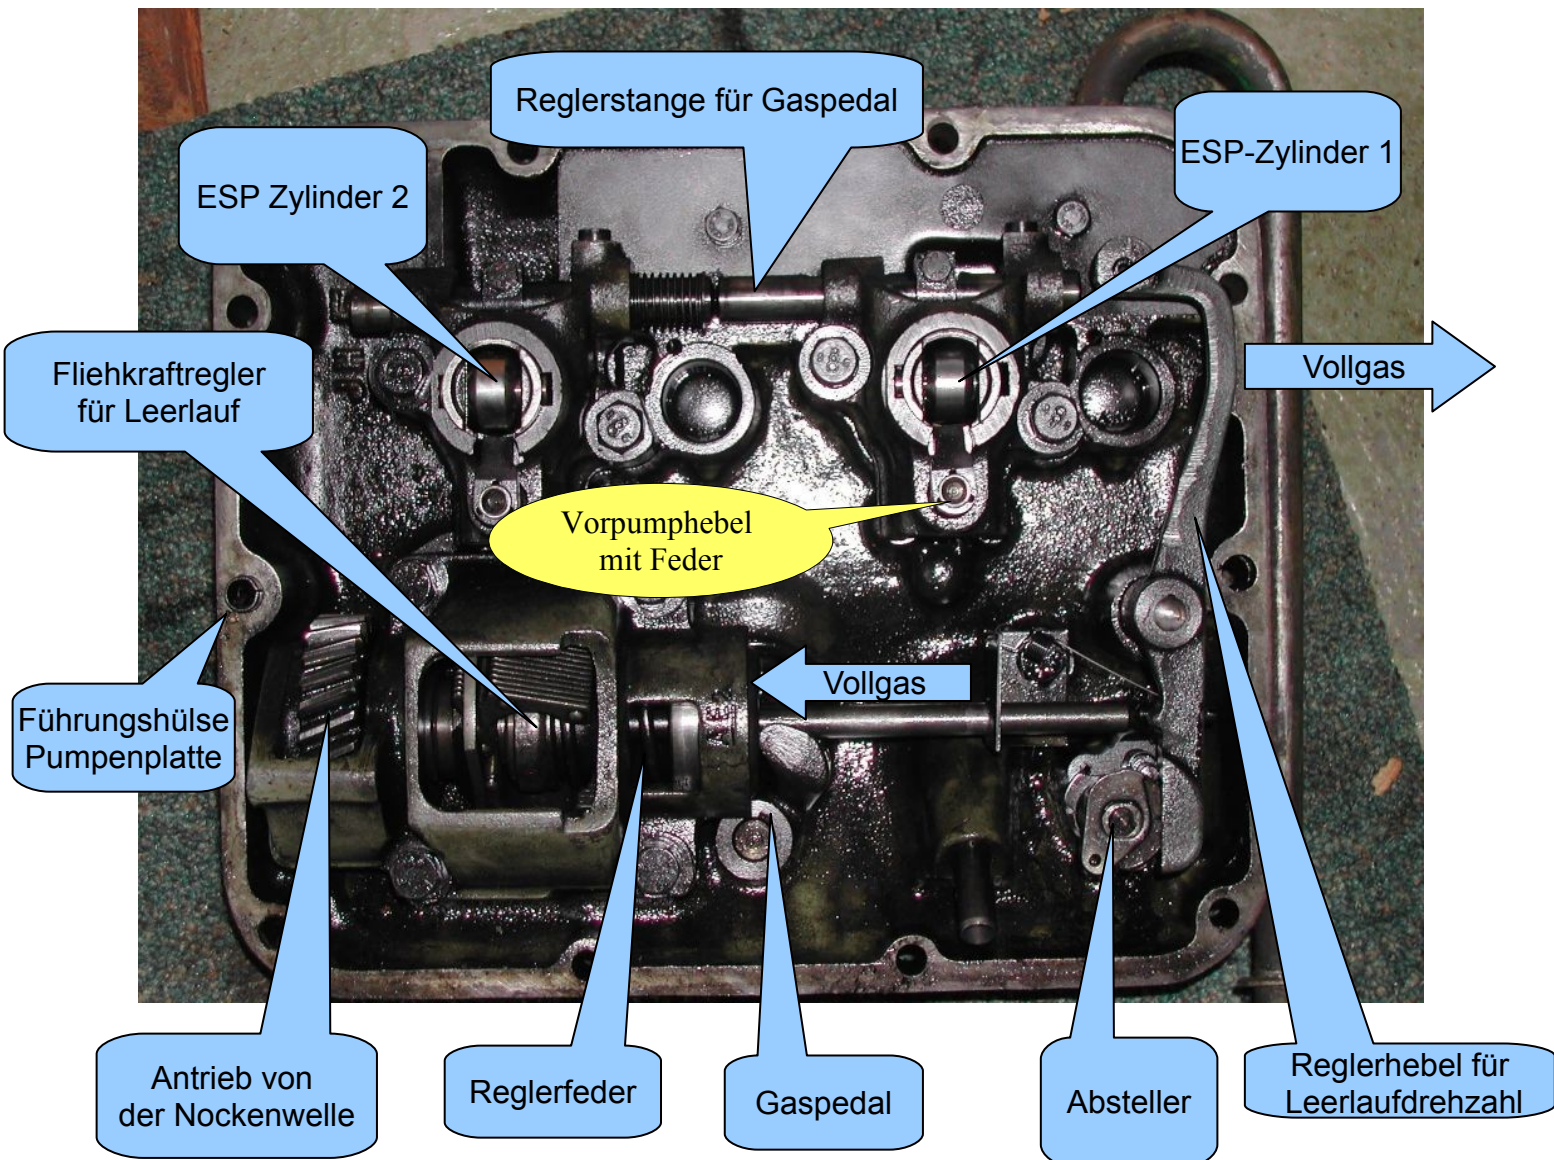 Reglerstange für Gaspedal
ESP-Zylinder 1
ESP Zylinder 2
Fliehkraftregler
für Leerlauf
Vollgas
Vorpumphebel
mit Feder
Vollgas
Führungshülse
Pumpenplatte
Antrieb von
der Nockenwelle
Reglerfeder
Gaspedal
Absteller
Reglerhebel für
Leerlaufdrehzahl